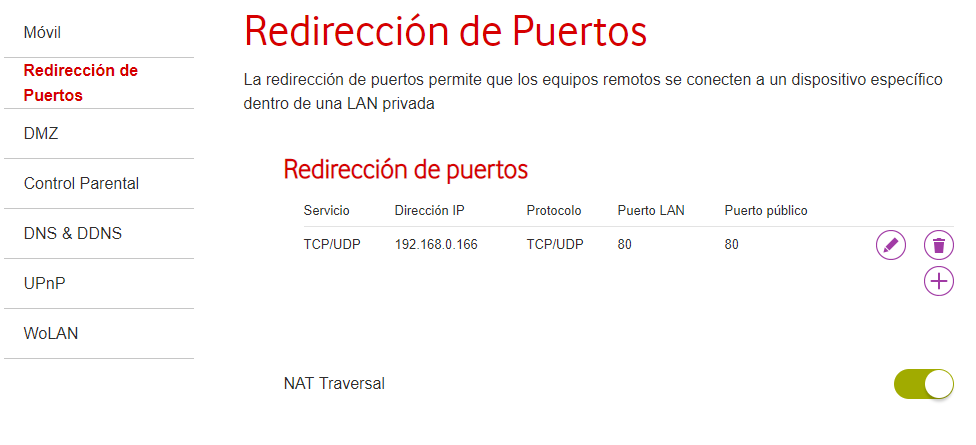 Móvil
Redirección de
Puertos
DMZ
Control Parental
DNS & DDNS
UPnP
WoLAN
Redirección de Puertos
La redirección de puertos permite que los equipos remotos se conecten a un dispositivo específico
dentro de una LAN privada
Redirección de puertos
Servicio Dirección IP Protocolo Puerto LAN Puerto público
TCP/UDP 192.168.0.166 TCP/UDP 80 80
NAT Traversal